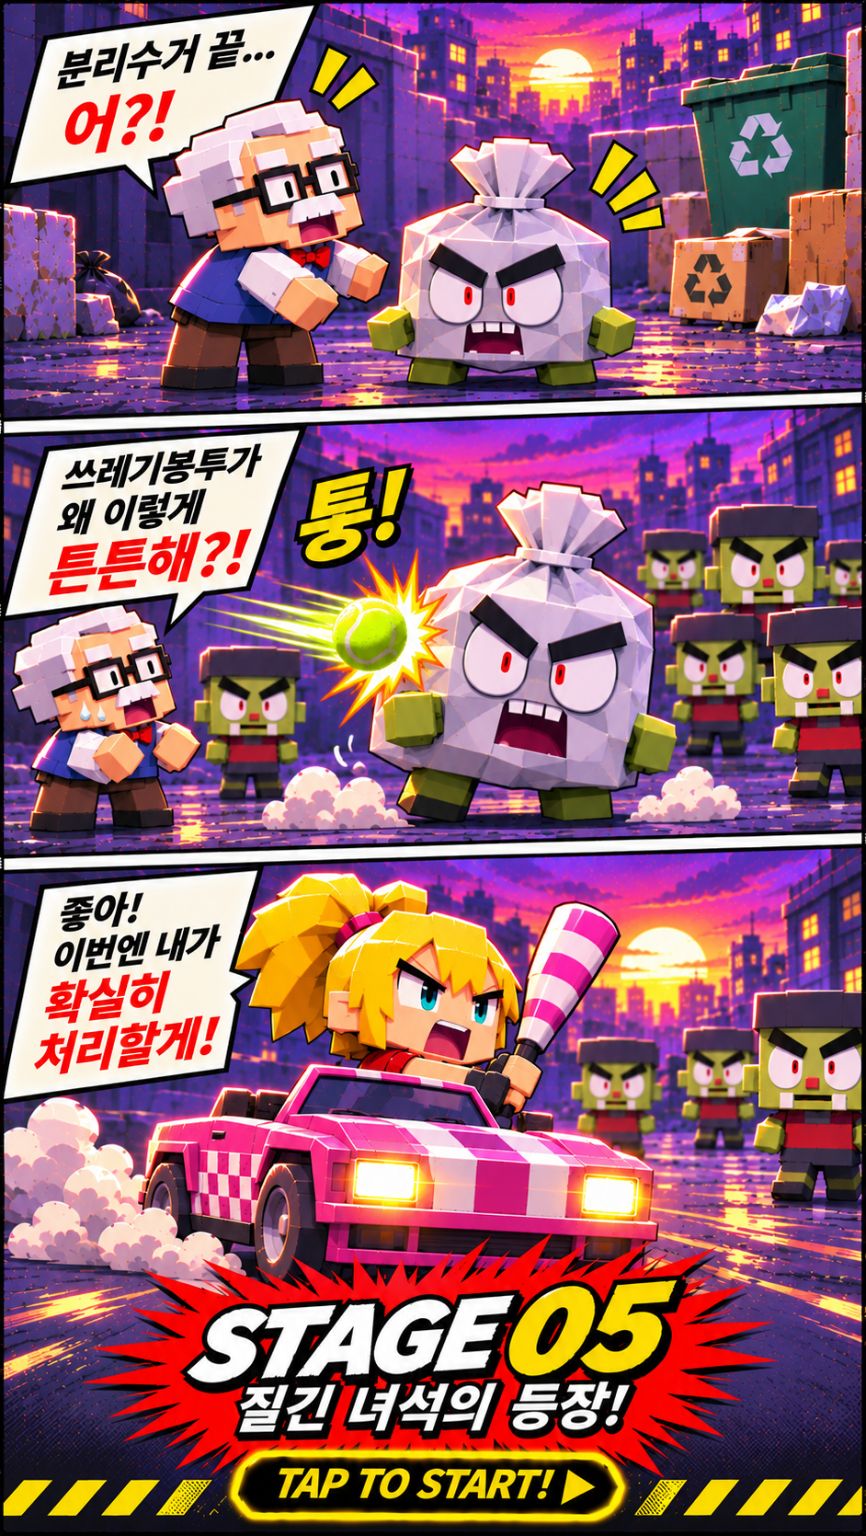 분리수거 끝...
어?!
쓰레기봉투가
왜 이렇게
튼튼해?!
퉁!
좋아!
이번엔 내가
확실히
처리할게!
STAGE 05
질긴 녀석의 등장!
TAP TO START!